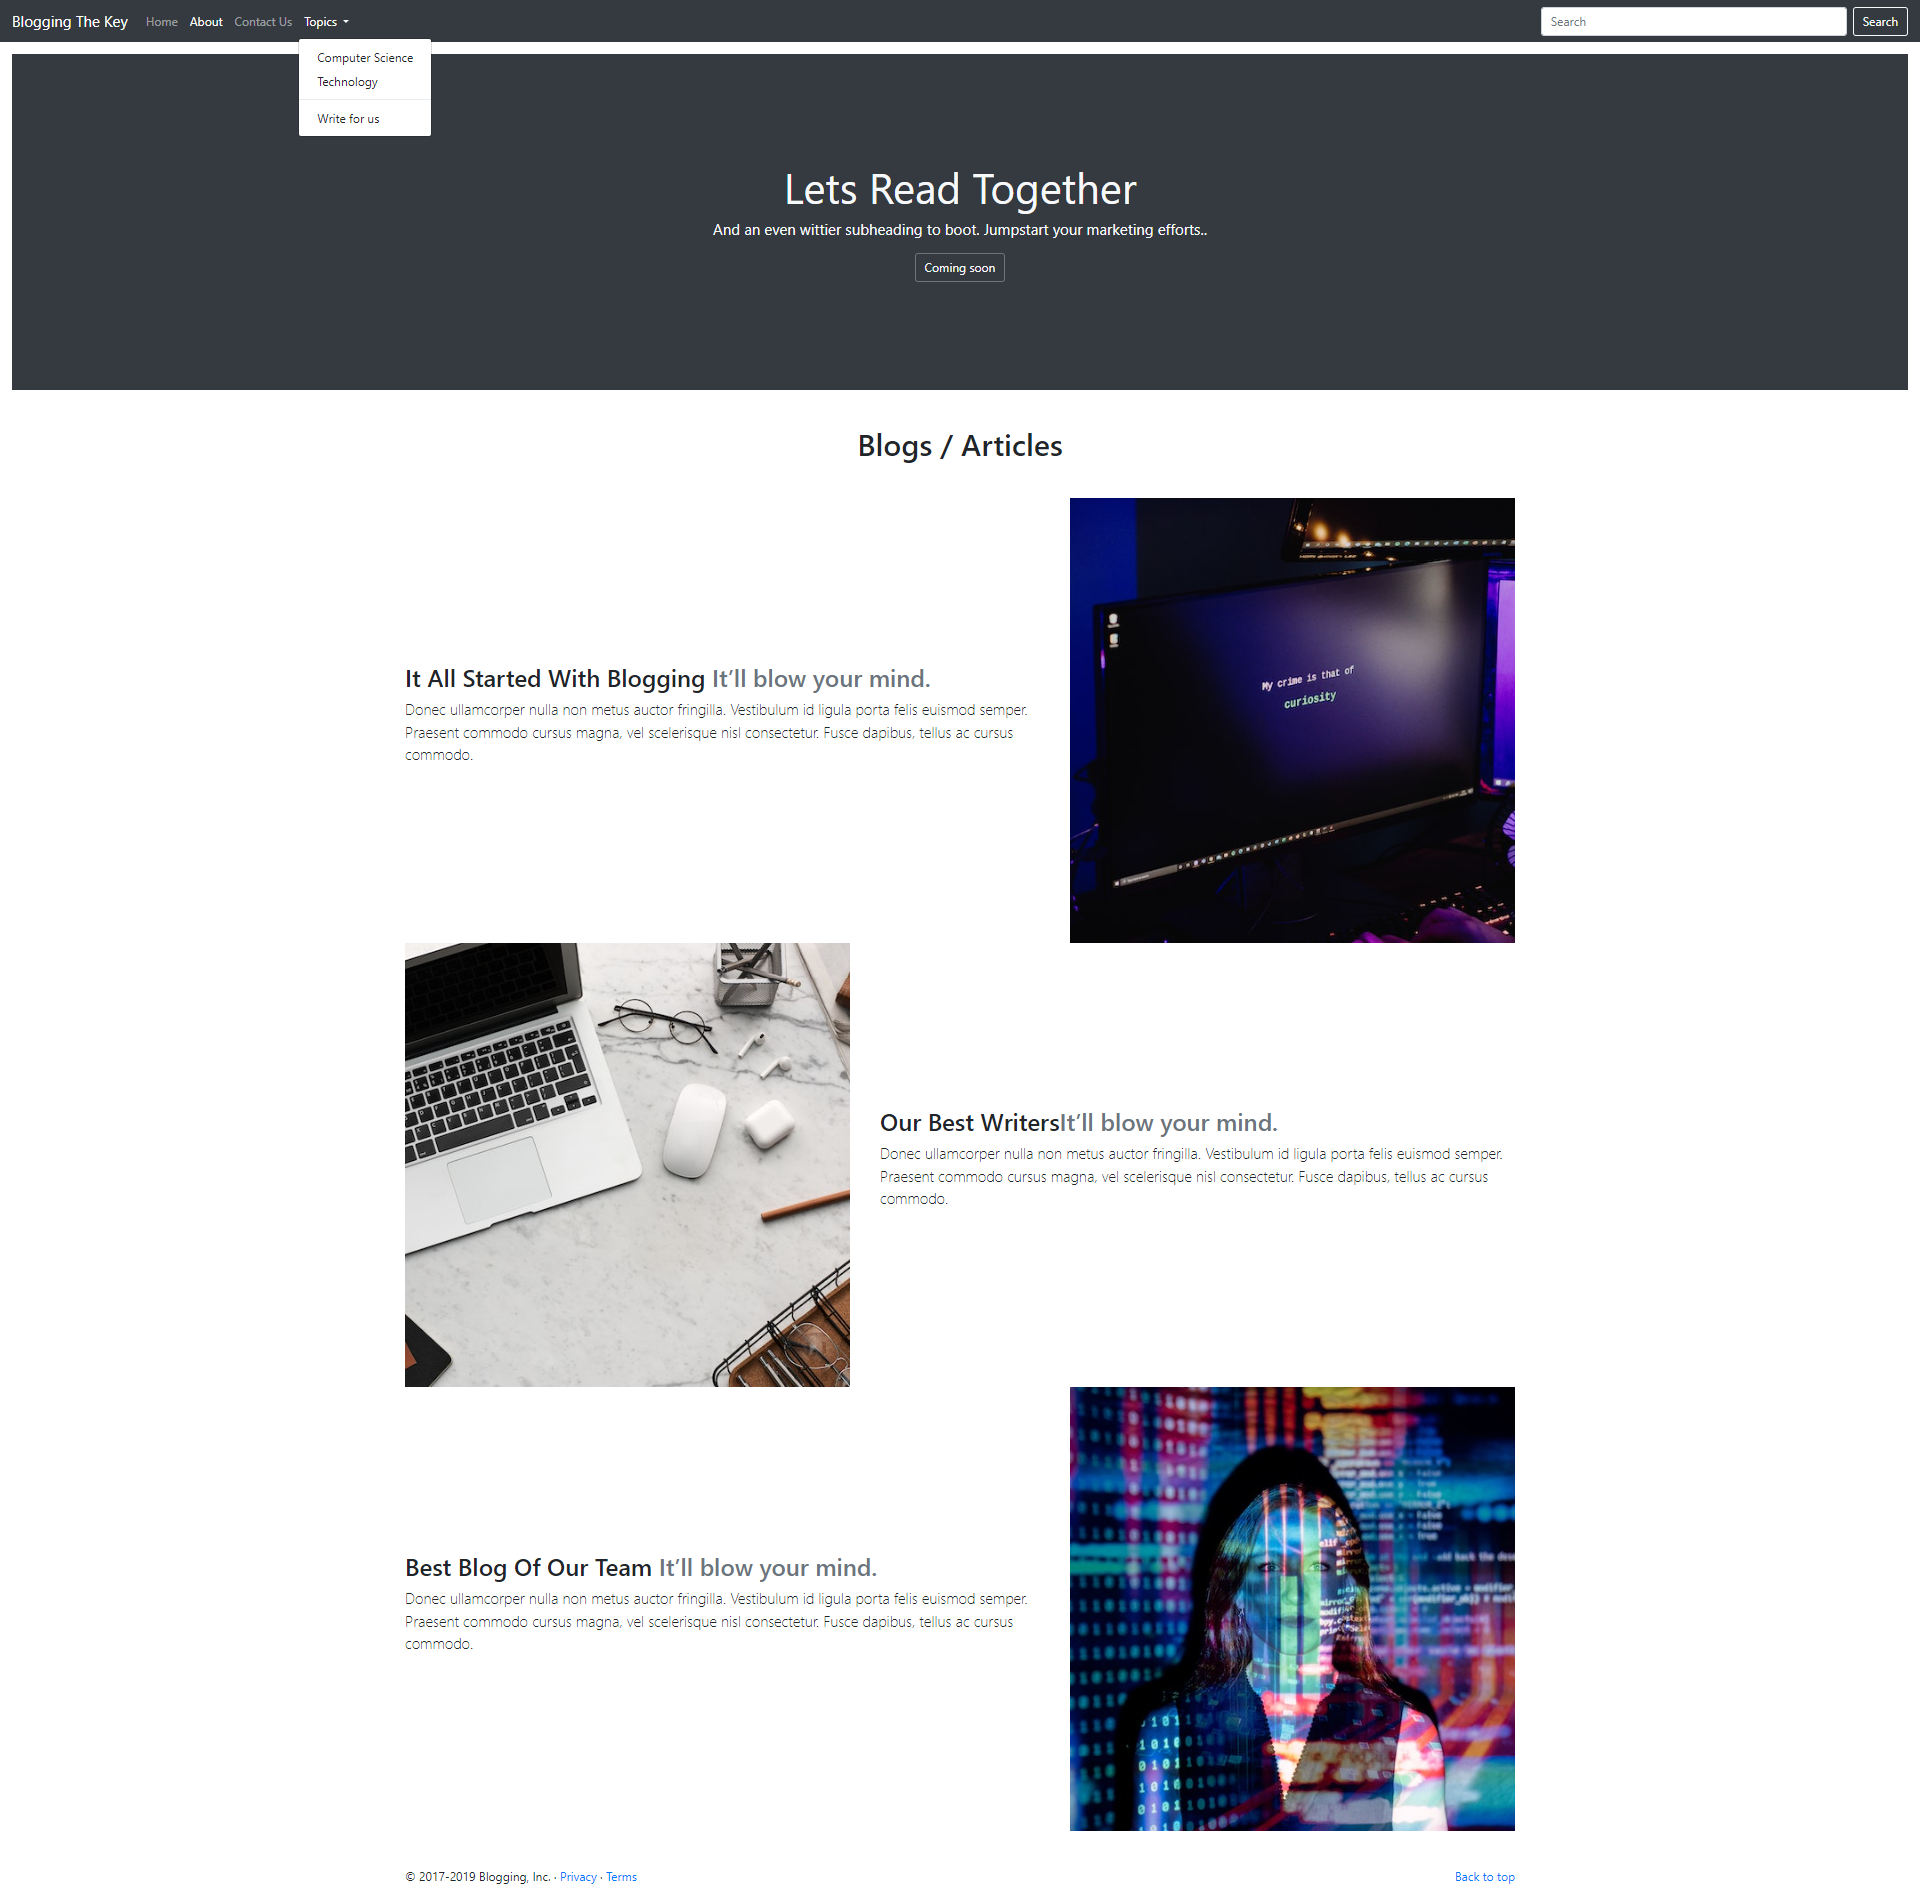 Blogging The Key Home About Contact Us Topics Search Search
Computer Science
Technology
Write for us
Lets Read Together
And an even wittier subheading to boot. Jumpstart your marketing efforts..
Coming soon
Blogs / Articles
My crime is that of
curiosity
It All Started With Blogging It’ll blow your mind.
Donec ullamcorper nulla non metus auctor fringilla. Vestibulum id ligula porta felis euismod semper.
Praesent commodo cursus magna, vel scelerisque nisl consectetur. Fusce dapibus, tellus ac cursus
commodo.
Our Best WritersIt’ll blow your mind.
Donec ullamcorper nulla non metus auctor fringilla. Vestibulum id ligula porta felis euismod semper.
Praesent commodo cursus magna, vel scelerisque nisl consectetur. Fusce dapibus, tellus ac cursus
commodo.
Best Blog Of Our Team It’ll blow your mind.
Donec ullamcorper nulla non metus auctor fringilla. Vestibulum id ligula porta felis euismod semper.
Praesent commodo cursus magna, vel scelerisque nisl consectetur. Fusce dapibus, tellus ac cursus
commodo.
© 2017-2019 Blogging, Inc. · Privacy · Terms
Back to top